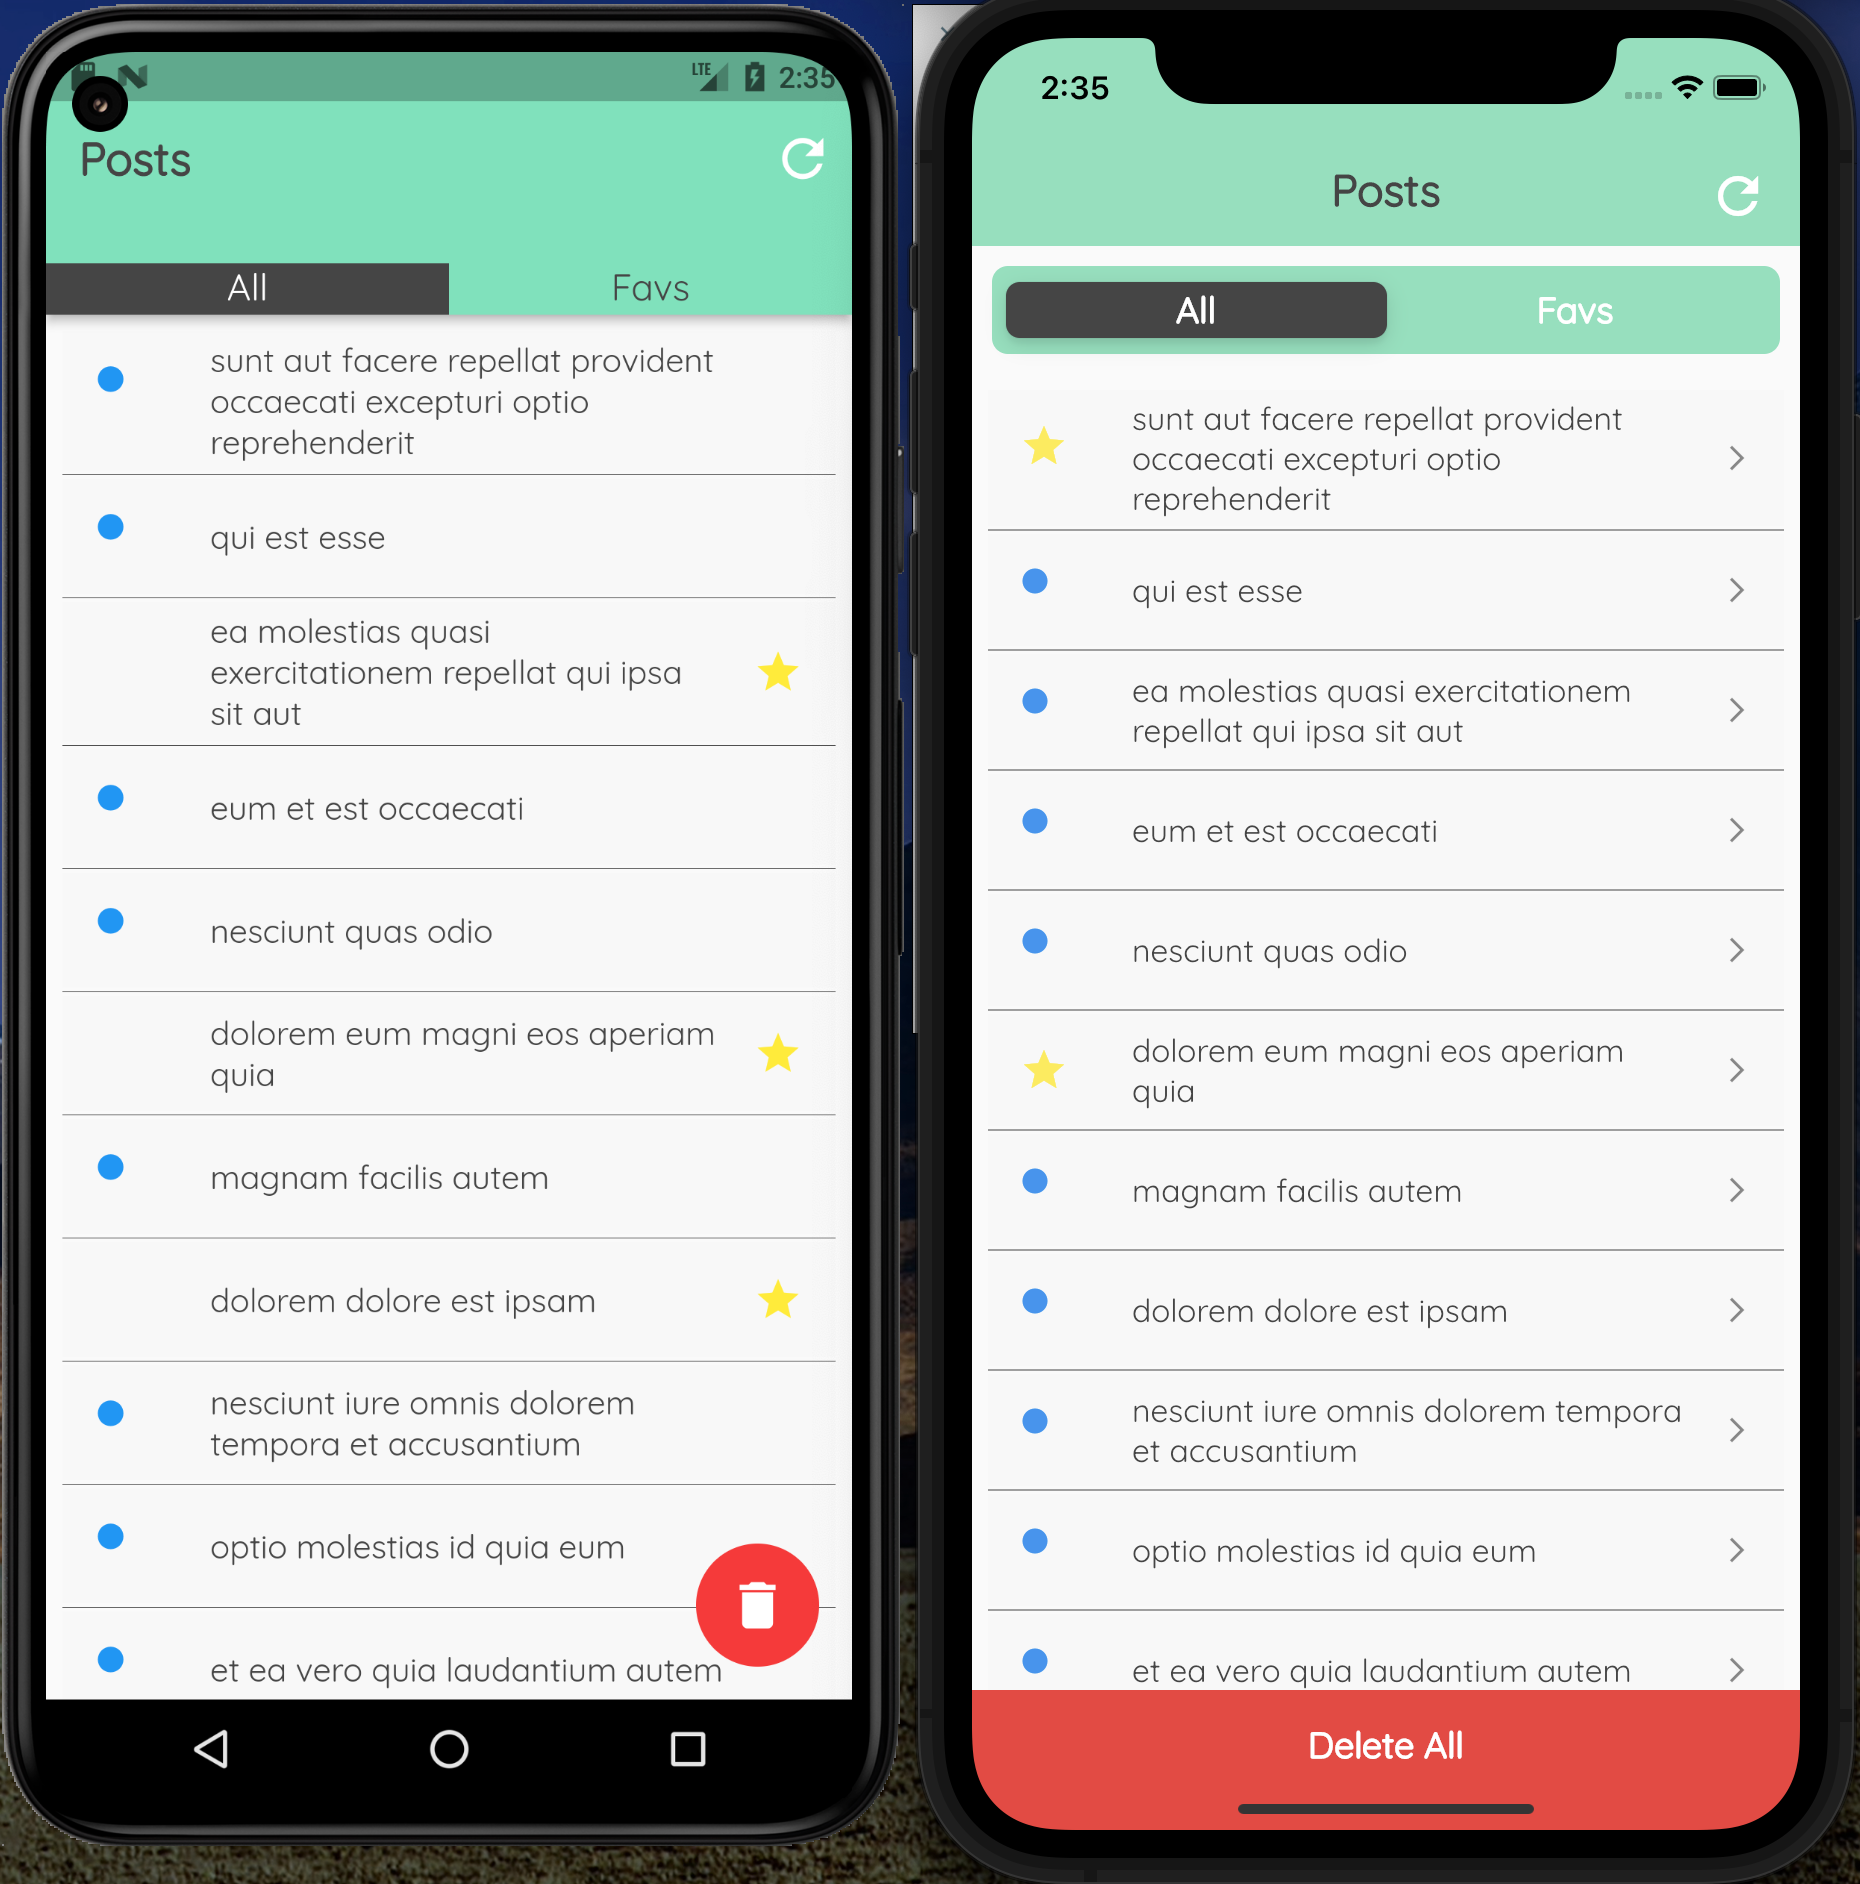 LTE 2:35
Posts
All Favs
sunt aut facere repellat provident
occaecati excepturi optio
reprehenderit
qui est esse
ea molestias quasi
exercitationem repellat qui ipsa
sit aut
eum et est occaecati
nesciunt quas odio
dolorem eum magni eos aperiam
quia
magnam facilis autem
dolorem dolore est ipsam
nesciunt iure omnis dolorem
tempora et accusantium
optio molestias id quia eum
et ea vero quia laudantium autem
2:35
Posts
All Favs
sunt aut facere repellat provident
occaecati excepturi optio
reprehenderit
qui est esse
ea molestias quasi exercitationem
repellat qui ipsa sit aut
eum et est occaecati
nesciunt quas odio
dolorem eum magni eos aperiam
quia
magnam facilis autem
dolorem dolore est ipsam
nesciunt iure omnis dolorem tempora
et accusantium
optio molestias id quia eum
et ea vero quia laudantium autem
Delete All